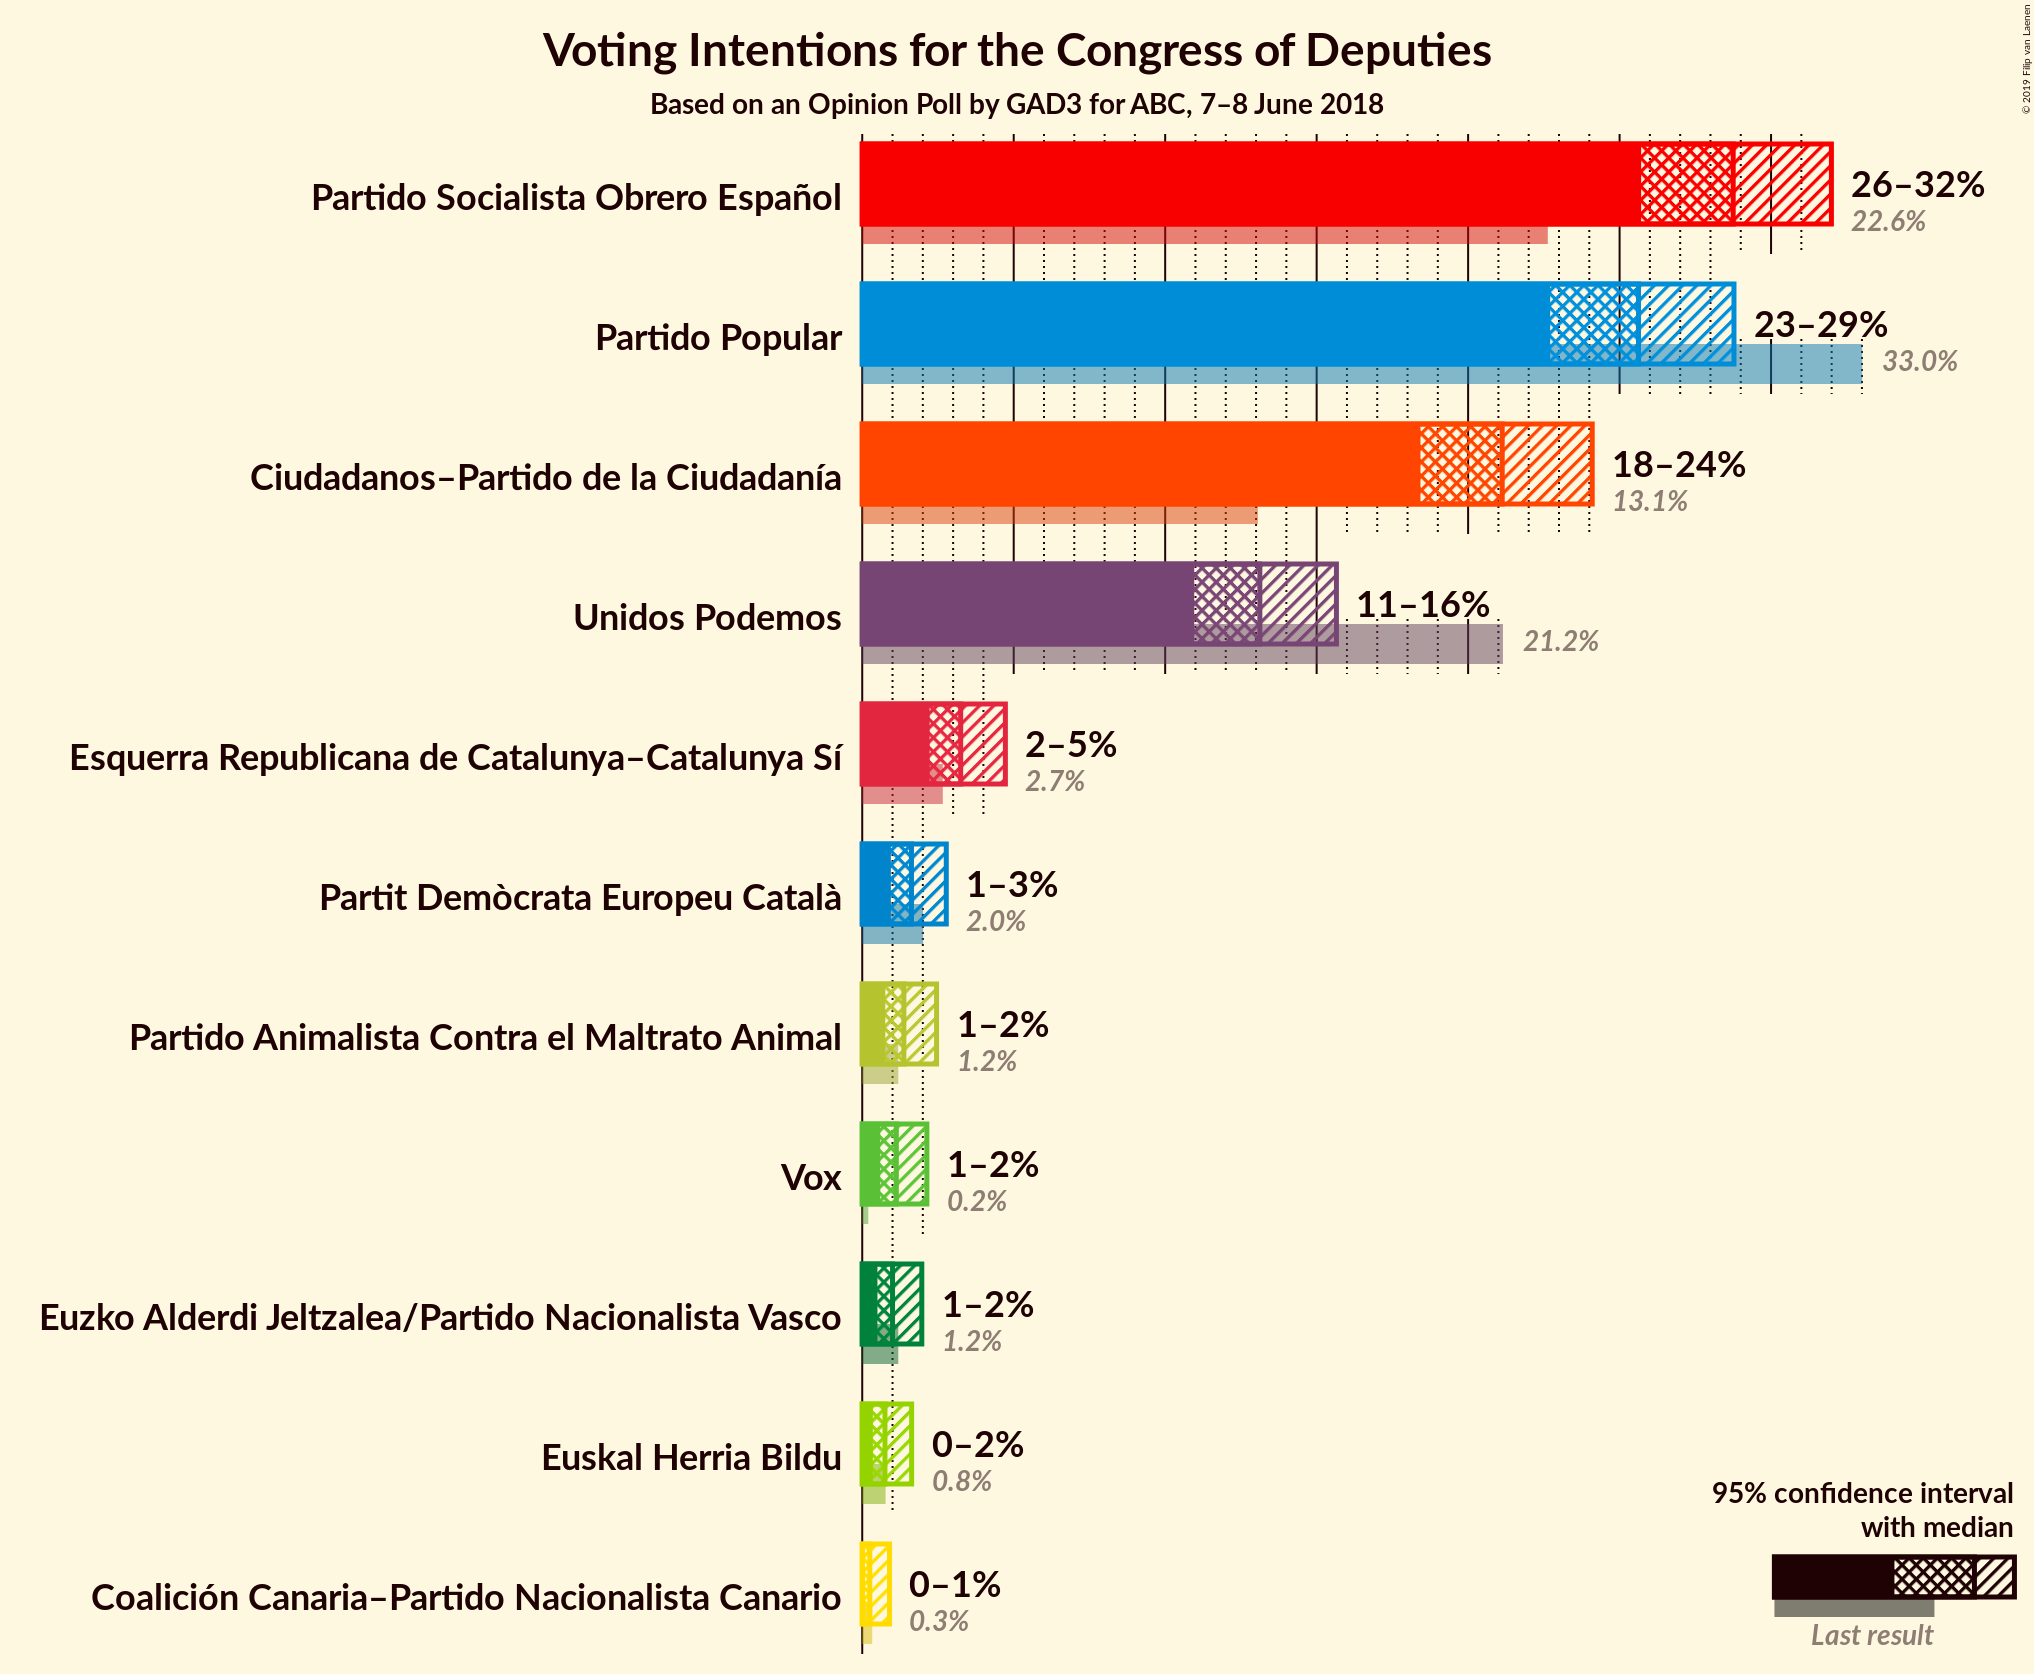 Voting Intentions for the Congress of Deputies
Based on an Opinion Poll by GAD3 for ABC, 7–8 June 2018
© 2019 Filip van Laenen
Partido Socialista Obrero Español
26–32%
22.6%
Partido Popular
23–29%
33.0%
Ciudadanos–Partido de la Ciudadanía
18–24%
13.1%
Unidos Podemos
11–16%
21.2%
Esquerra Republicana de Catalunya–Catalunya Sí
2–5%
2.7%
Partit Demòcrata Europeu Català
1–3%
2.0%
Partido Animalista Contra el Maltrato Animal
1–2%
1.2%
Vox
1–2%
0.2%
Euzko Alderdi Jeltzalea/Partido Nacionalista Vasco
1–2%
1.2%
Euskal Herria Bildu
0–2%
0.8%
Coalición Canaria–Partido Nacionalista Canario
0–1%
0.3%
95% confidence interval
with median
Last result